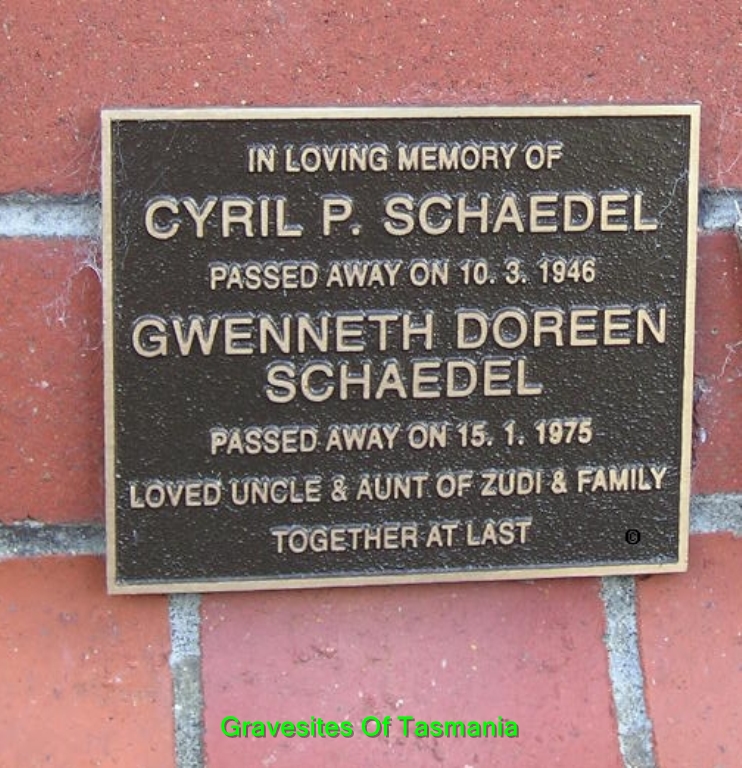 IN LOVING MEMORY OF
CYRIL P. SCHAEDEL
PASSED AWAY ON 10. 3. 1946
GWENNETH DOREEN
SCHAEDEL
PASSED AWAY ON 15. 1. 1975
LOVED UNCLE & AUNT OF ZUDI & FAMILY
TOGETHER AT LAST
©
Gravesites Of Tasmania